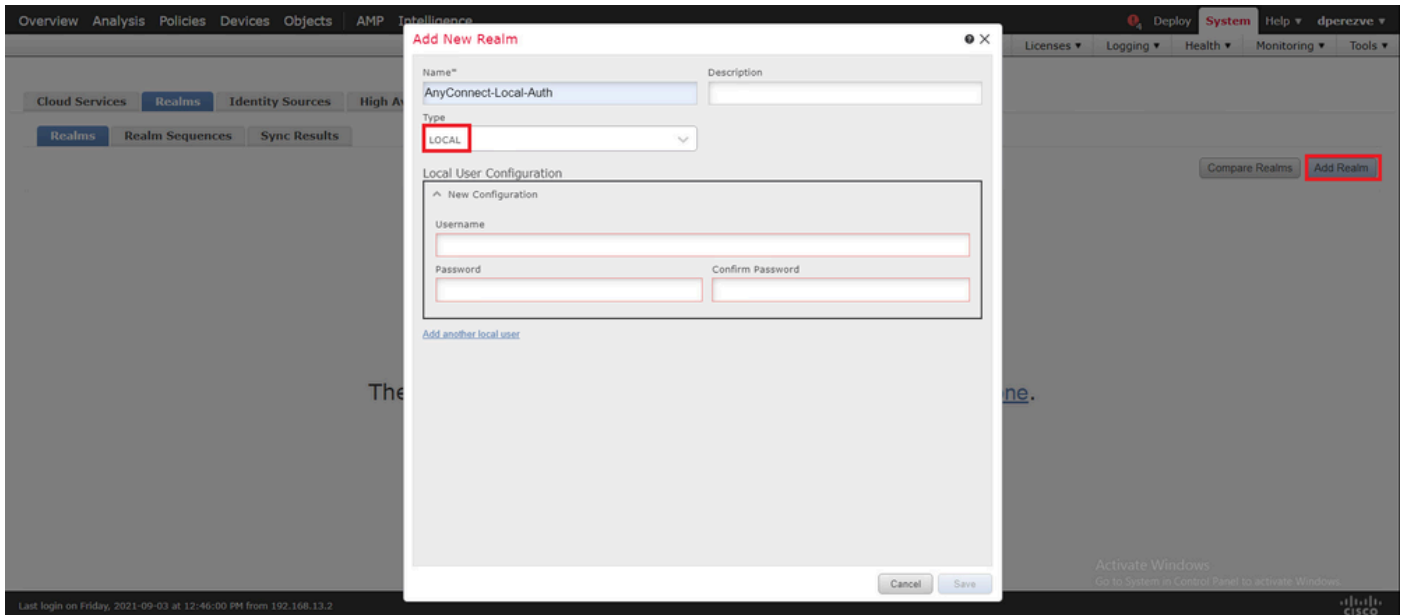 Overview Analysis Policies Devices Objects AMP Intelligence
4 Deploy System Help ▾ dperezve ▾
Licenses ▾ Logging ▾ Health ▾ Monitoring ▾ Tools ▾
Add New Realm
Name*
Description
AnyConnect-Local-Auth
Cloud Services Realms Identity Sources High A
Type
LOCAL
Realms Realm Sequences Sync Results
Compare Realms Add Realm
Local User Configuration
New Configuration
Username
Password
Confirm Password
Add another local user
The
one.
Activate Windows
Go to System in Control Panel to activate Windows.
Cancel Save
Last login on Friday, 2021-09-03 at 12:46:00 PM from 192.168.13.2
CISCO